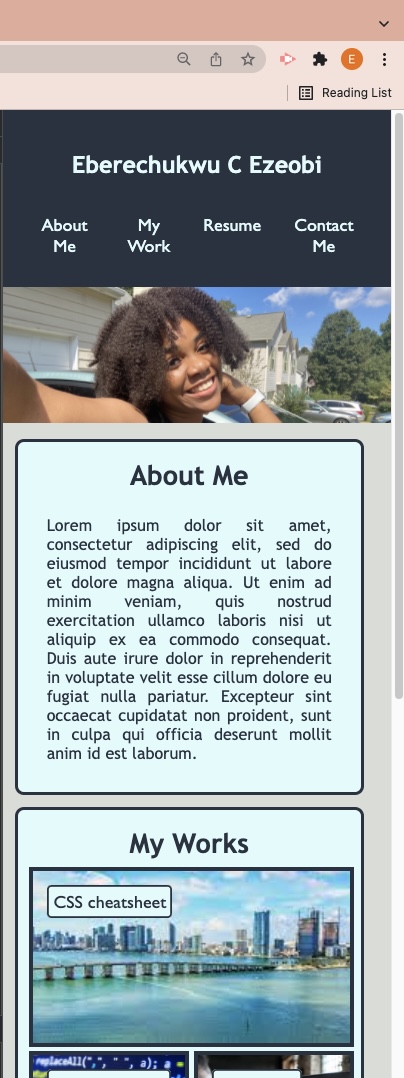 E
Reading List
Eberechukwu C Ezeobi
About Me
My Work
Resume
Contact Me
About Me
Lorem ipsum dolor sit amet,
consectetur adipiscing elit, sed do
eiusmod tempor incididunt ut labore
et dolore magna aliqua. Ut enim ad
minim veniam, quis nostrud
exercitation ullamco laboris nisi ut
aliquip ex ea commodo consequat.
Duis aute irure dolor in reprehenderit
in voluptate velit esse cillum dolore eu
fugiat nulla pariatur. Excepteur sint
occaecat cupidatat non proident, sunt
in culpa qui officia deserunt mollit
anim id est laborum.
My Works
CSS cheatsheet
replaceAll(",", " ", a);